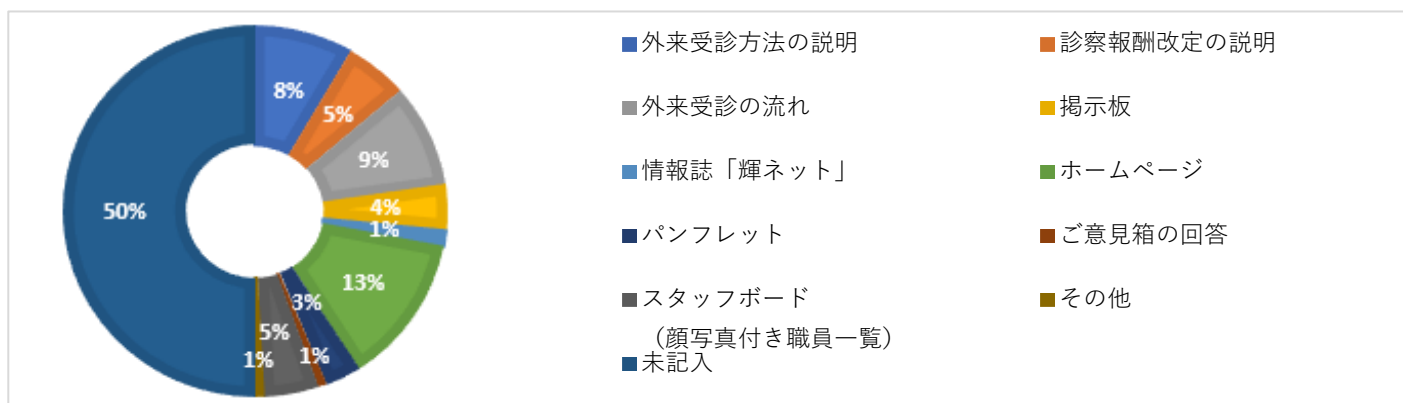 8%
5%
9%
4%
1%
13%
3%
1%
5%
1%
50%
外来受診方法の説明
診察報酬改定の説明
外来受診の流れ
掲示板
情報誌「輝ネット」
ホームページ
パンフレット
ご意見箱の回答
スタッフボード
（顔写真付き職員一覧）
その他
未記入